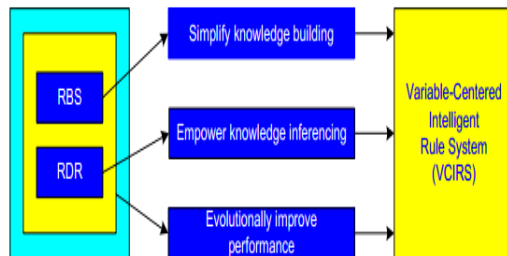 RBS
RDR
Simplify knowledge building
Empower knowledge inferencing
Evolutionally improve
performance
Variable-Centered
Intelligent
Rule System
(VCIRS)